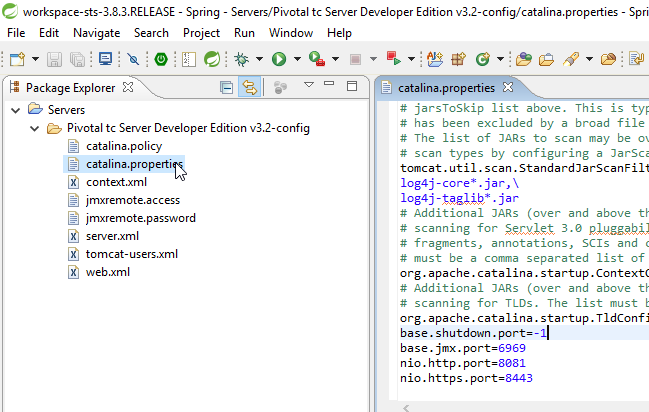 workspace-sts-3.8.3.RELEASE - Spring - Servers/Pivotal tc Server Developer Edition v3.2-config/catalina.properties - Spri
File Edit Navigate Search Project Run Window Help
Package Explorer
Servers
Pivotal tc Server Developer Edition v3.2-config
catalina.policy
catalina.properties
context.xml
jmxremote.access
jmxremote.password
server.xml
tomcat-users.xml
web.xml
catalina.properties
# jarsToSkip list above. This is typ
# has been excluded by a broad file
# The list of JARs to scan may be ov
# scan types by configuring a JarSca
tomcat.util.scan.StandardJarScanFilt
log4j-core*.jar,\
log4j-taglib*.jar
# Additional JARs (over and above th
# scanning for Servlet 3.0 pluggabil
# fragments, annotations, SCIs and c
# must be a comma separated list of
org.apache.catalina.startup.ContextC
# Additional JARs (over and above th
# scanning for TLDs. The list must b
org.apache.catalina.startup.TldConfi
base.shutdown.port=-1
base.jmx.port=6969
nio.http.port=8081
nio.https.port=8443